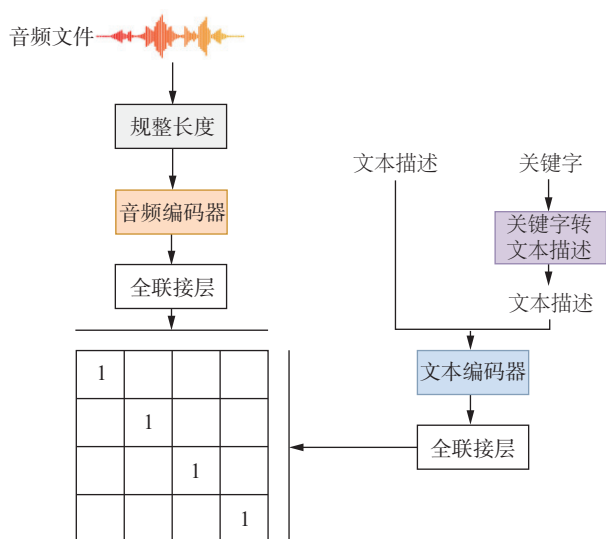 音频文件
规整长度
音频编码器
全联接层
文本描述
关键字
关键字转
文本描述
文本描述
文本编码器
全联接层
1
1
1
1